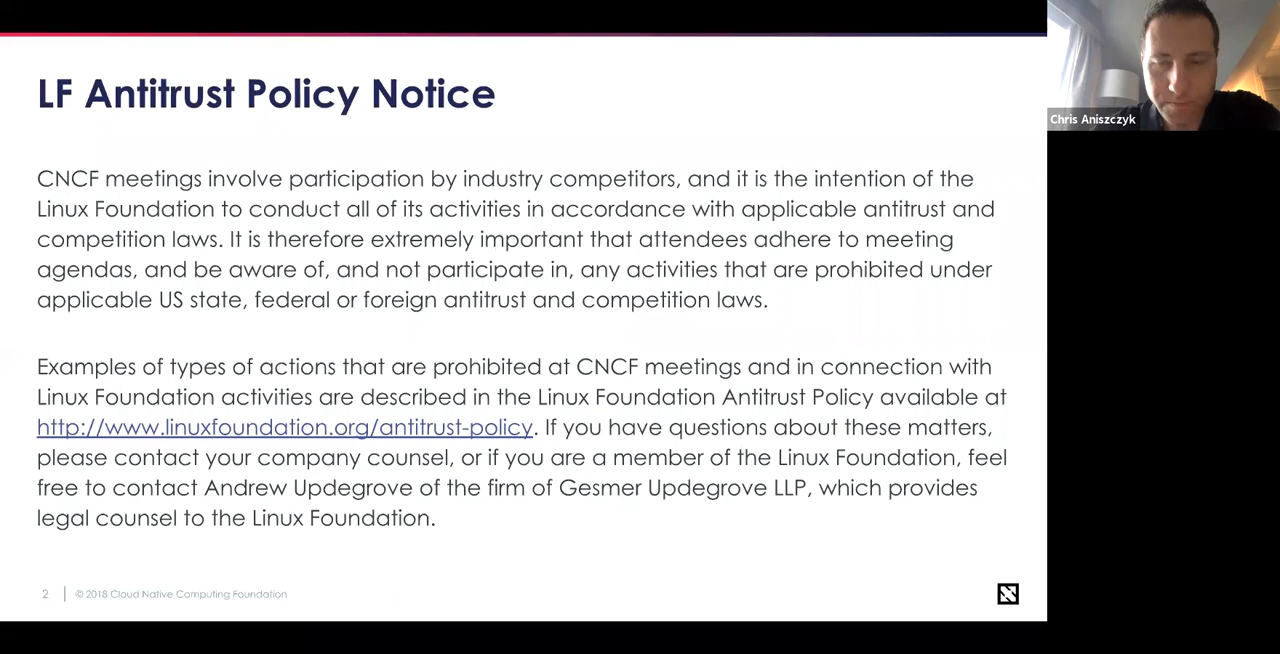 LF Antitrust Policy Notice
Chris Aniszczyk
CNCF meetings involve participation by industry competitors, and it is the intention of the
Linux Foundation to conduct all of its activities in accordance with applicable antitrust and
competition laws. It is therefore extremely important that attendees adhere to meeting
agendas, and be aware of, and not participate in, any activities that are prohibited under
applicable US state, federal or foreign antitrust and competition laws.
Examples of types of actions that are prohibited at CNCF meetings and in connection with
Linux Foundation activities are described in the Linux Foundation Antitrust Policy available at
http://www.linuxfoundation.org/antitrust-policy. If you have questions about these matters,
please contact your company counsel, or if you are a member of the Linux Foundation, feel
free to contact Andrew Updegrove of the firm of Gesmer Updegrove LLP, which provides
legal counsel to the Linux Foundation.
2 | © 2018 Cloud Native Computing Foundation